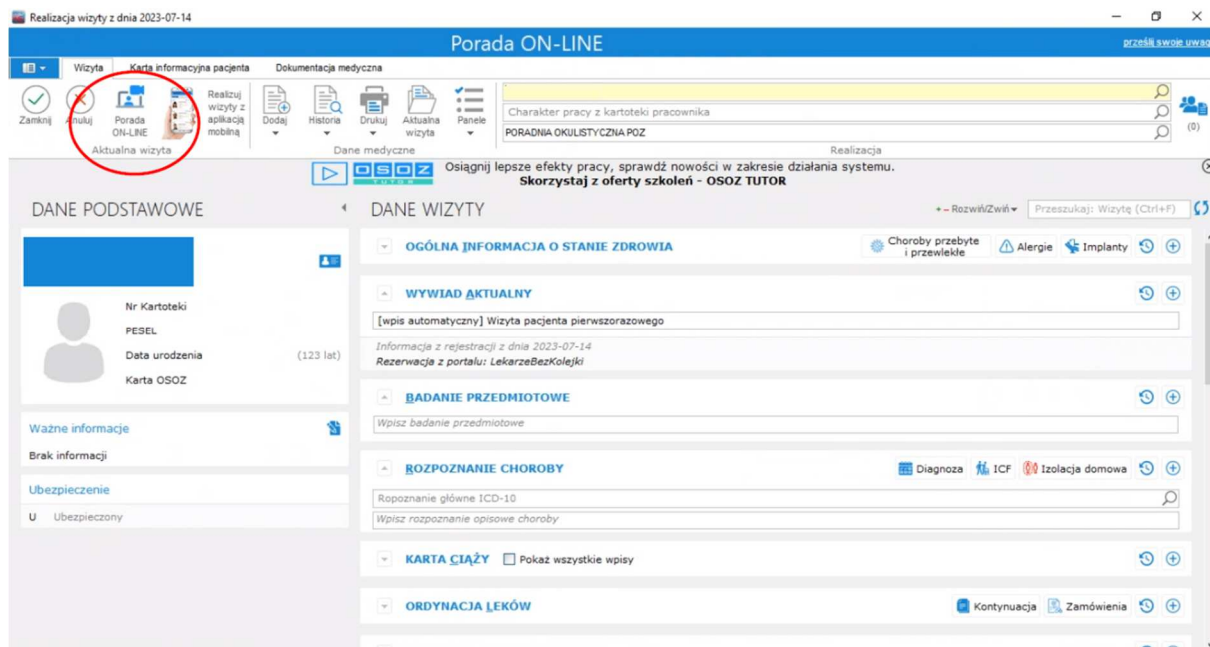 Realizacja wizyty z dnia 2023-07-14
Porada ON-LINE
prześlij swoje uwag
Wizyta Karta informacyjna pacjenta Dokumentacja medyczna
Zamknij
Anuluj
Porada
ON-LINE
Realizuj
wizyty z
aplikacją
mobilną
Aktualna wizyta
Dodaj
Historia
Drukuj
Aktualna
wizyta
Panele
Dane medyczne
Charakter pracy z kartoteki pracownika
PORADNIA OKULISTYCZNA POZ
(0)
Realizacja
OSOZ
TUTOR
Osiągnij lepsze efekty pracy, sprawdź nowości w zakresie działania systemu.
Skorzystaj z oferty szkoleń - OSOZ TUTOR
DANE PODSTAWOWE
Nr Kartoteki
PESEL
Data urodzenia (123 lat)
Karta OSOZ
Ważne informacje
Brak informacji
Ubezpieczenie
U Ubezpieczony
DANE WIZYTY
+ - Rozwiń/Zwiń
Przeszukaj: Wizytę (Ctrl+F)
OGÓLNA INFORMACJA O STANIE ZDROWIA
Choroby przebyte
i przewlekłe
Alergie
Implanty
WYWIAD AKTUALNY
[wpis automatyczny] Wizyta pacjenta pierwszorazowego
Informacja z rejestracji z dnia 2023-07-14
Rezerwacja z portalu: LekarzeBezKolejki
BADANIE PRZEDMIOTOWE
Wpisz badanie przedmiotowe
ROZPOZNANIE CHOROBY
Diagnoza
ICF
Izolacja domowa
Ropoznanie główne ICD-10
Wpisz rozpoznanie opisowe choroby
KARTA CIĄŻY
Pokaż wszystkie wpisy
ORDYNACJA LEKÓW
Kontynuacja
Zamówienia